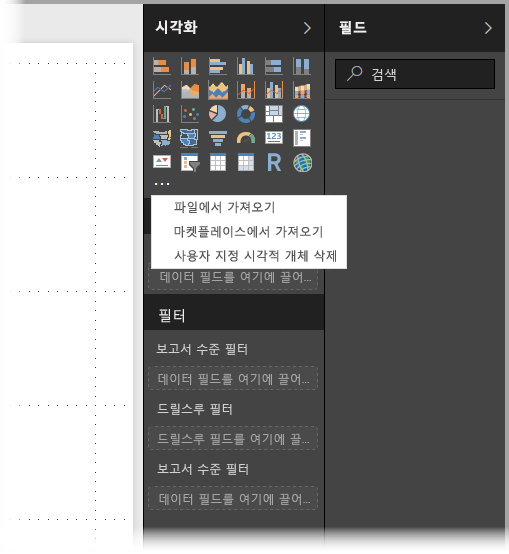 시각화
필드
검색
123
R
파일에서 가져오기
마켓플레이스에서 가져오기
사용자 지정 시각적 개체 삭제
데이터 필드를 여기에 끌어...
필터
보고서 수준 필터
데이터 필드를 여기에 끌어...
드릴스루 필터
드릴스루 필드를 여기에 끌...
보고서 수준 필터
데이터 필드를 여기에 끌어...